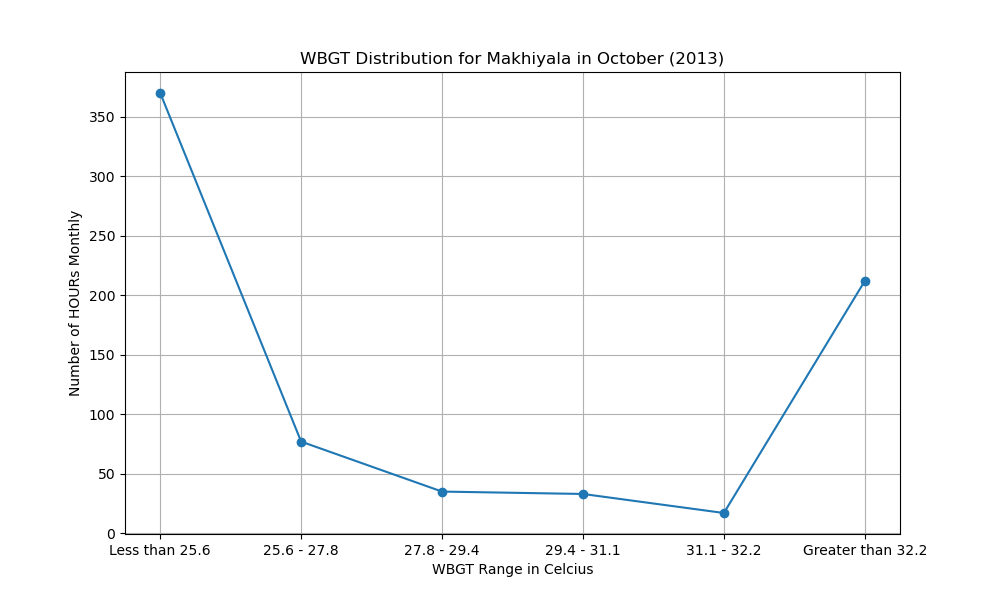 WBGT Distribution for Makhiyala in October (2013)
Number of HOURs Monthly
350
300
250
200
150
100
50
0
Less than 25.6
25.6 - 27.8
27.8 - 29.4
29.4 - 31.1
31.1 - 32.2
Greater than 32.2
WBGT Range in Celcius